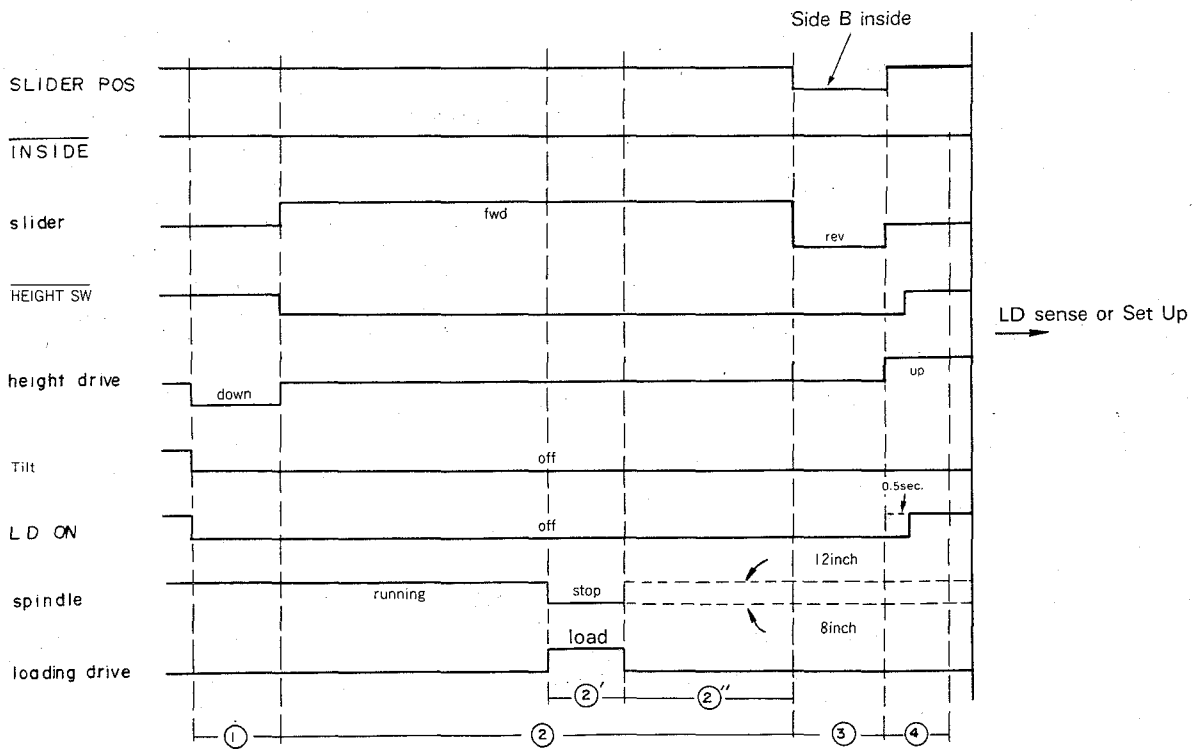 Side B inside
SLIDER POS
INSIDE
slider
fwd
rev
HEIGHT SW
LD sense or Set Up
height drive
down
up
Tilt
off
0.5sec.
LD ON
off
12inch
spindle
running
stop
8inch
load
loading drive
②' ②"
① ② ③ ④